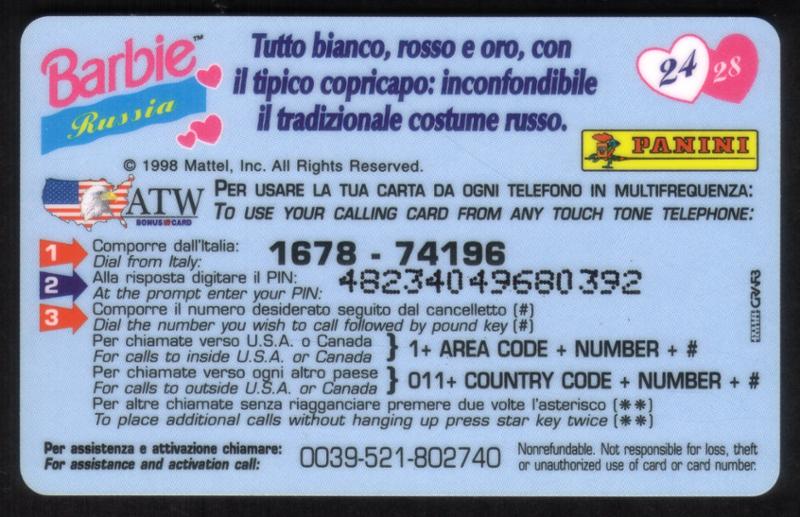 Barbie™
Russia
Tutto bianco, rosso e oro, con
il tipico copricapo: inconfondibile
il tradizionale costume russo.
24
28
PANINI
© 1998 Mattel, Inc. All Rights Reserved.
ATW
BONUS CARD
PER USARE LA TUA CARTA DA OGNI TELEFONO IN MULTIFREQUENZA:
TO USE YOUR CALLING CARD FROM ANY TOUCH TONE TELEPHONE:
1
Comporre dall'Italia:
Dial from Italy:
1678 - 74196
2
Alla risposta digitare il PIN:
At the prompt enter your PIN:
48234049680392
3
Comporre il numero desiderato seguito dal cancelletto (#)
Dial the number you wish to call followed by pound key (#)
Per chiamate verso U.S.A. o Canada
For calls to inside U.S.A. or Canada
} 1+ AREA CODE + NUMBER + #
Per chiamate verso ogni altro paese
For calls to outside U.S.A. or Canada
} 011+ COUNTRY CODE + NUMBER + #
Per altre chiamate senza riagganciare premere due volte l'asterisco (**)
To place additional calls without hanging up press star key twice (**)
Per assistenza e attivazione chiamare:
For assistance and activation call:
0039-521-802740
Nonrefundable. Not responsible for loss, theft
or unauthorized use of card or card number.